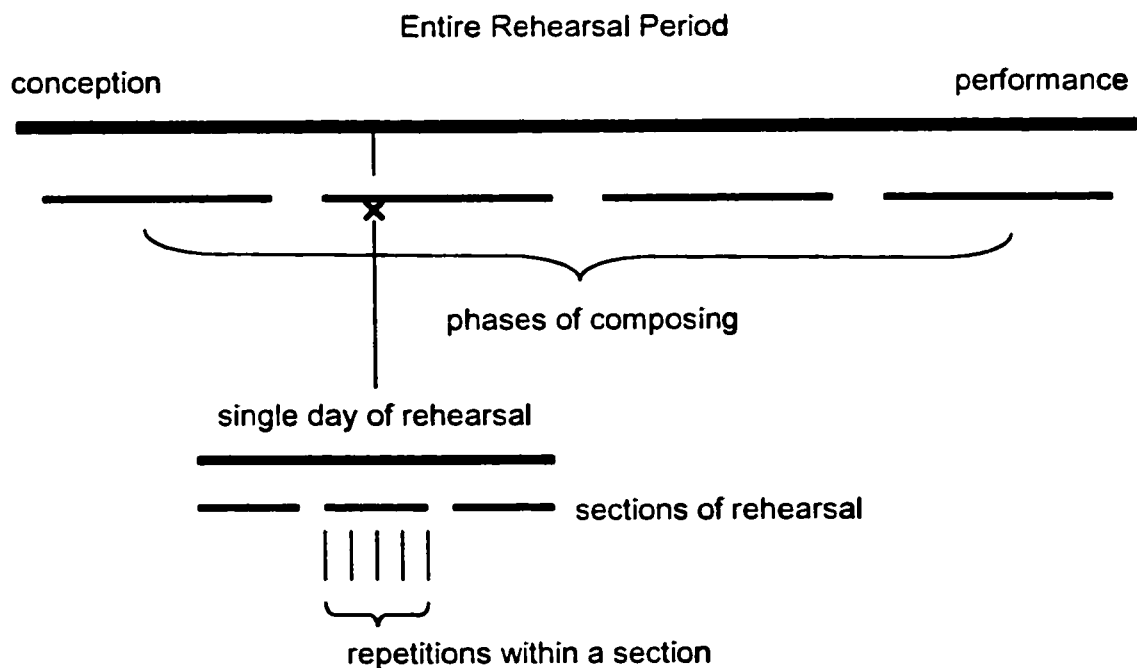 Entire Rehearsal Period
conception
performance
phases of composing
single day of rehearsal
sections of rehearsal
repetitions within a section